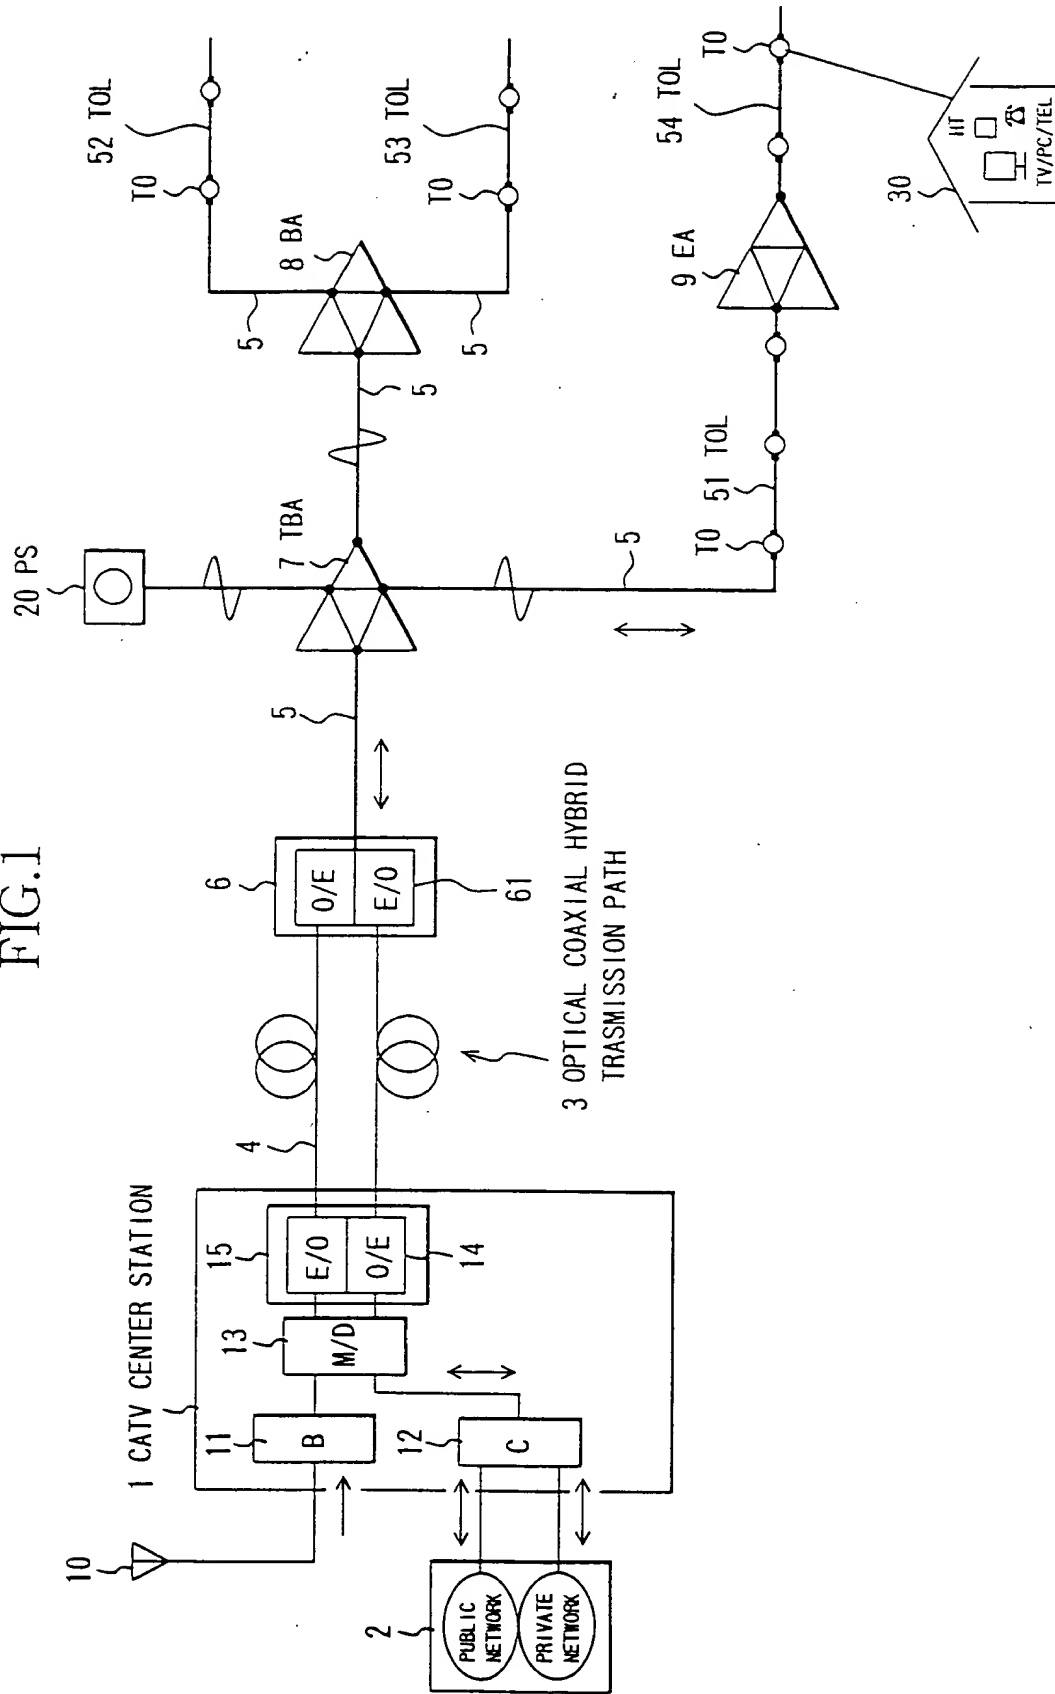 FIG.1
1 CATV CENTER STATION
10
11
B
12
C
13
M/D
15
E/O
O/E
14
2
PUBLIC
NETWORK
PRIVATE
NETWORK
4
3 OPTICAL COAXIAL HYBRID
TRASMISSION PATH
6
O/E
E/O
61
5
20 PS
7 TBA
5
5
8 BA
5
5
52 TOL
TO
53 TOL
TO
5
TO
51 TOL
9 EA
54 TOL
TO
30
HT
TV/PC/TEL